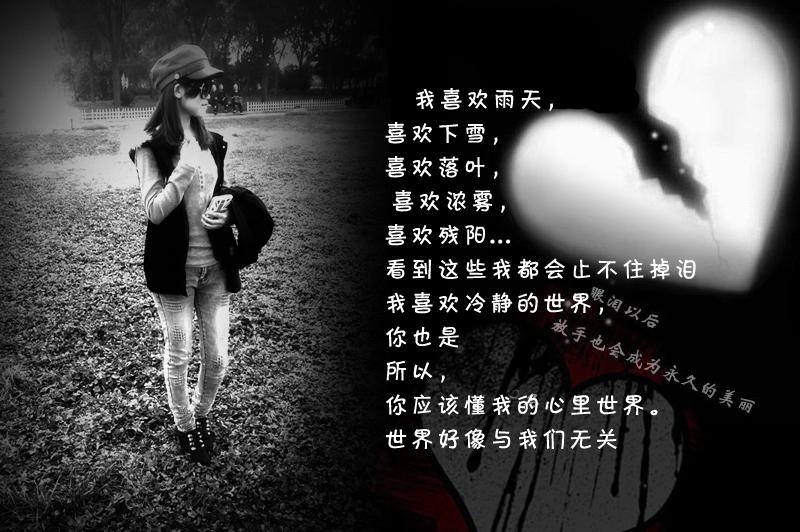 我喜欢雨天，
喜欢下雪，
喜欢落叶，
喜欢浓雾，
喜欢残阳...
看到这些我都会止不住掉泪
我喜欢冷静的世界，
你也是
所以，
你应该懂我的心里世界。
世界好像与我们无关
眼泪以后
放手也会成为永久的美丽